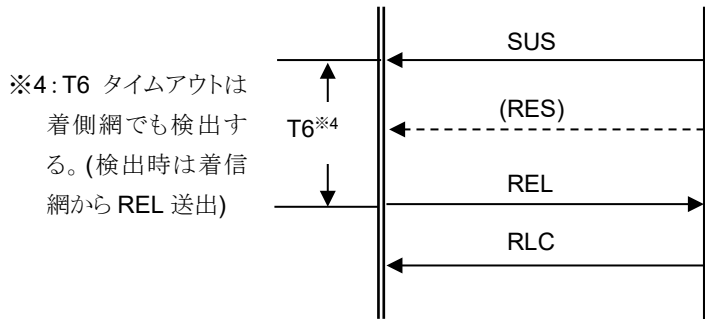 SUS
※4:T6 タイムアウトは
着側網でも検出す
る。(検出時は着信
網から REL 送出)
T6※4
(RES)
REL
RLC